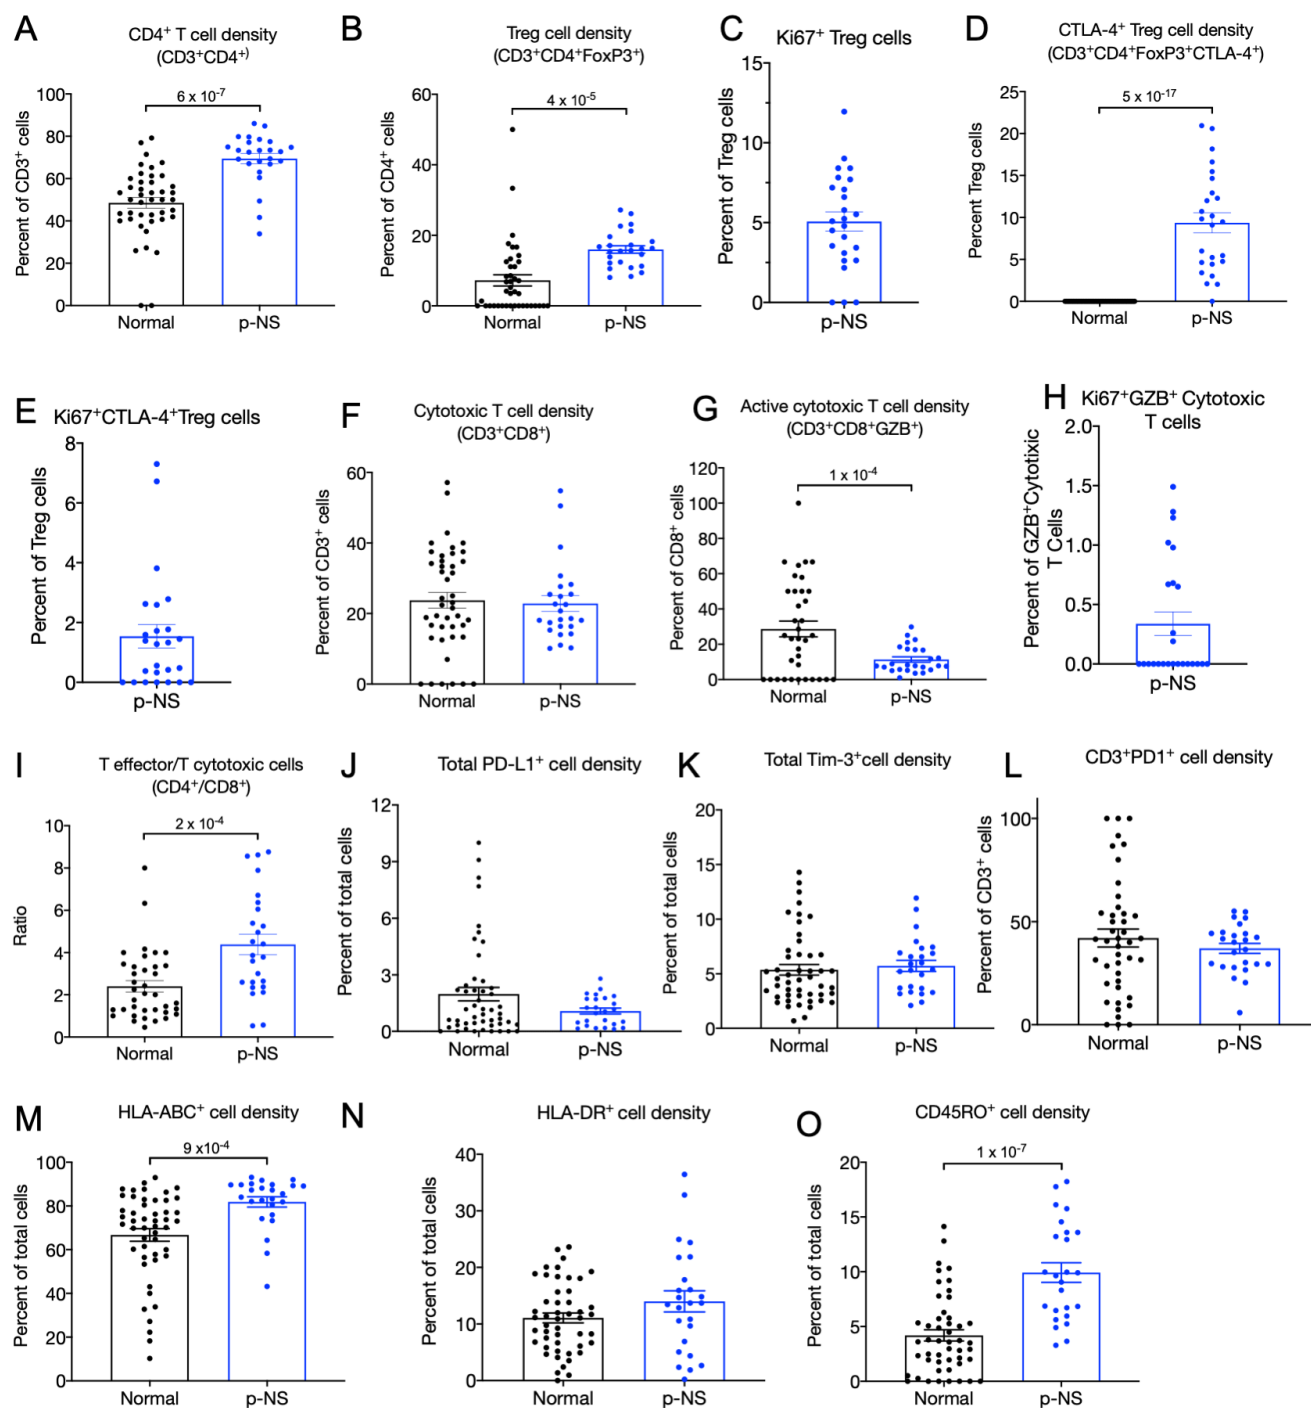 A
CD4⁺ T cell density
(CD3⁺CD4⁺⁾
Percent of CD3⁺ cells
100
80
60
40
20
0
6 x 10⁻⁷
Normal
p-NS
B
Treg cell density
(CD3⁺CD4⁺FoxP3⁺)
Percent of CD4⁺ cells
60
40
20
0
4 x 10⁻⁵
Normal
p-NS
C
Ki67⁺ Treg cells
Percent of Treg cells
15
10
5
0
p-NS
D
CTLA-4⁺ Treg cell density
(CD3⁺CD4⁺FoxP3⁺CTLA-4⁺)
Percent Treg cells
25
20
15
10
5
0
5 x 10⁻¹⁷
Normal
p-NS
E
Ki67⁺CTLA-4⁺Treg cells
Percent of Treg cells
8
6
4
2
0
p-NS
F
Cytotoxic T cell density
(CD3⁺CD8⁺)
Percent of CD3⁺ cells
60
40
20
0
Normal
p-NS
G
Active cytotoxic T cell density
(CD3⁺CD8⁺GZB⁺)
Percent of CD8⁺ cells
120
100
80
60
40
20
0
1 x 10⁻⁴
Normal
p-NS
H
Ki67⁺GZB⁺ Cytotoxic
T cells
Percent of GZB⁺Cytotixic
T Cells
2.0
1.5
1.0
0.5
0.0
p-NS
I
T effector/T cytotoxic cells
(CD4⁺/CD8⁺)
Ratio
10
8
6
4
2
0
2 x 10⁻⁴
Normal
p-NS
J
Total PD-L1⁺ cell density
Percent of total cells
12
9
6
3
0
Normal
p-NS
K
Total Tim-3⁺cell density
Percent of total cells
20
15
10
5
0
Normal
p-NS
L
CD3⁺PD1⁺ cell density
Percent of CD3⁺ cells
100
50
0
Normal
p-NS
M
HLA-ABC⁺ cell density
Percent of total cells
100
80
60
40
20
0
9 x10⁻⁴
Normal
p-NS
N
HLA-DR⁺ cell density
Percent of total cells
40
30
20
10
0
Normal
p-NS
O
CD45RO⁺ cell density
Percent of total cells
20
15
10
5
0
1 x 10⁻⁷
Normal
p-NS